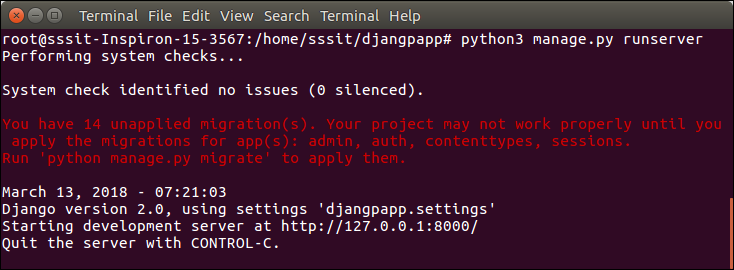 Terminal File Edit View Search Terminal Help
root@sssit-Inspiron-15-3567:/home/sssit/djangpapp# python3 manage.py runserver
Performing system checks...
System check identified no issues (0 silenced).
You have 14 unapplied migration(s). Your project may not work properly until you
apply the migrations for app(s): admin, auth, contenttypes, sessions.
Run 'python manage.py migrate' to apply them.
March 13, 2018 - 07:21:03
Django version 2.0, using settings 'djangpapp.settings'
Starting development server at http://127.0.0.1:8000/
Quit the server with CONTROL-C.